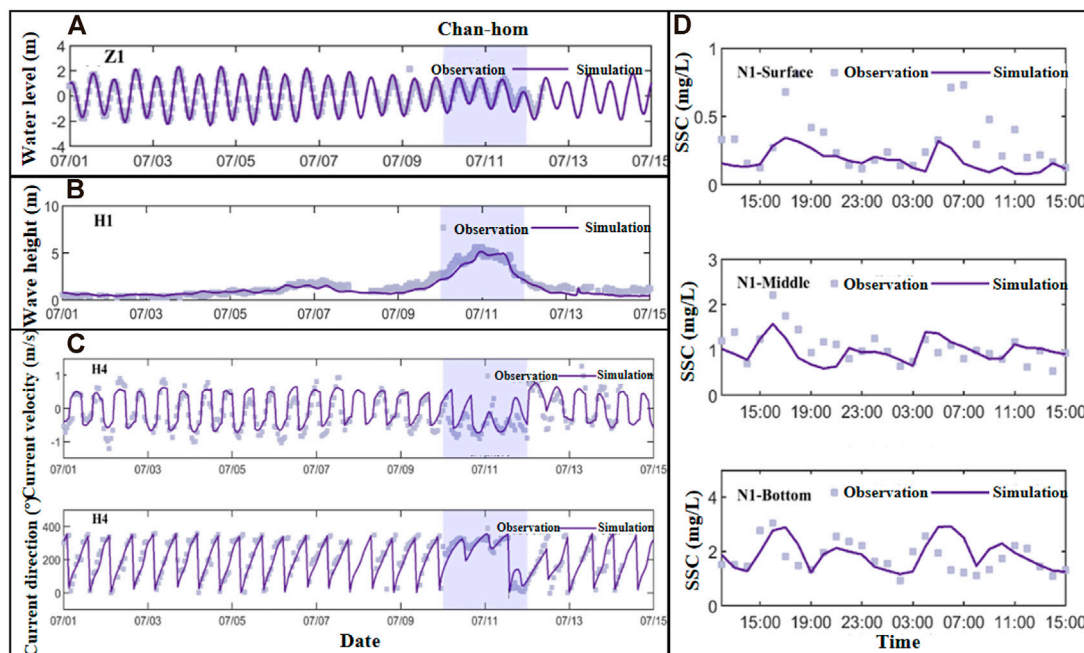 A
Chan-hom
Z1
Observation
Simulation
Water level (m)
4
2
0
-2
-4
07/01
07/03
07/05
07/07
07/09
07/11
07/13
07/15
B
H1
Observation
Simulation
Wave height (m)
10
5
0
07/01
07/03
07/05
07/07
07/09
07/11
07/13
07/15
C
H4
Observation
Simulation
Current velocity (m/s)
1
0
-1
07/01
07/03
07/05
07/07
07/09
07/11
07/13
07/15
H4
Observation
Simulation
Current direction (°)
400
200
0
07/01
07/03
07/05
07/07
07/09
07/11
07/13
07/15
Date
D
N1-Surface
Observation
Simulation
SSC (mg/L)
1
0.5
0
15:00
19:00
23:00
03:00
07:00
11:00
15:00
N1-Middle
Observation
Simulation
SSC (mg/L)
3
2
1
0
15:00
19:00
23:00
03:00
07:00
11:00
15:00
N1-Bottom
Observation
Simulation
SSC (mg/L)
4
2
0
15:00
19:00
23:00
03:00
07:00
11:00
15:00
Time